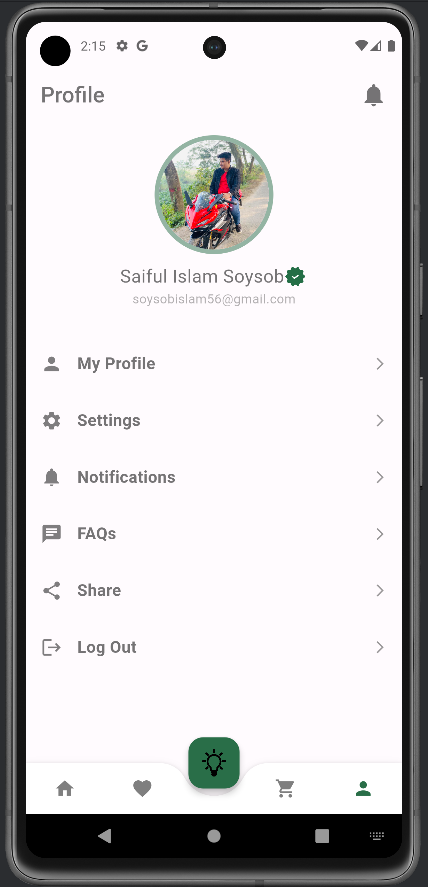 2:15
Profile
Saiful Islam Soysob
soysobislam56@gmail.com
My Profile
Settings
Notifications
FAQs
Share
Log Out